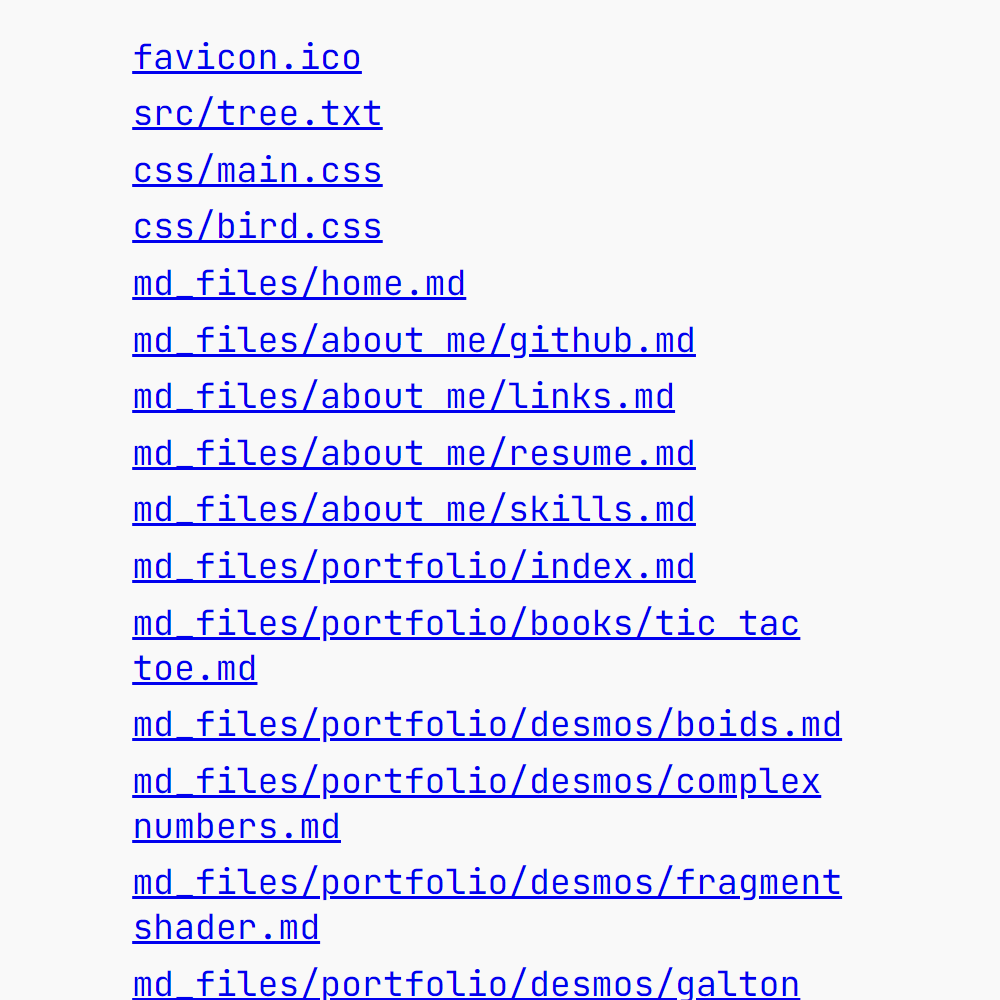 favicon.ico
src/tree.txt
css/main.css
css/bird.css
md_files/home.md
md_files/about me/github.md
md_files/about me/links.md
md_files/about me/resume.md
md_files/about me/skills.md
md_files/portfolio/index.md
md_files/portfolio/books/tic tac
toe.md
md_files/portfolio/desmos/boids.md
md_files/portfolio/desmos/complex
numbers.md
md_files/portfolio/desmos/fragment
shader.md
md_files/portfolio/desmos/galton